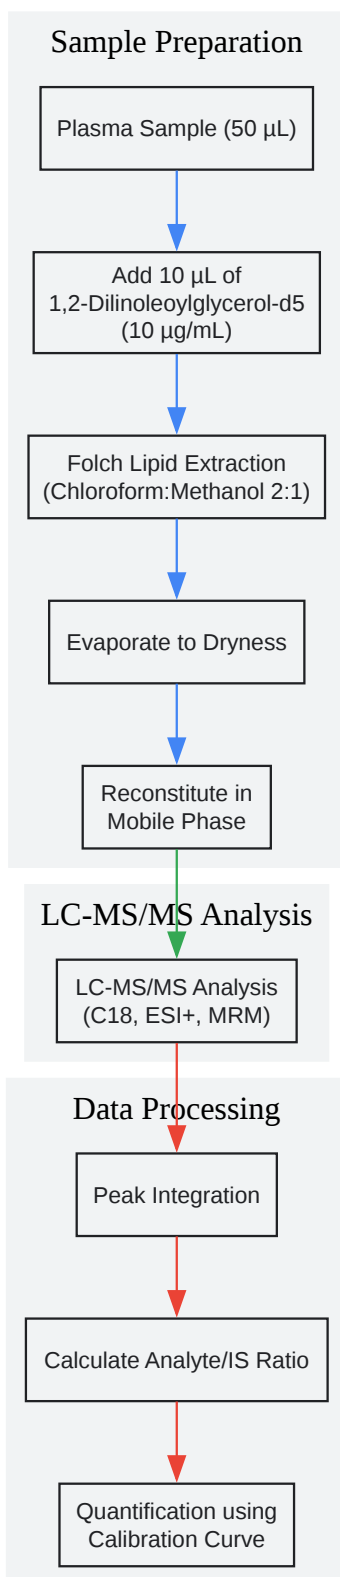 Sample Preparation
Plasma Sample (50 µL)
Add 10 µL of
1,2-Dilinoleoylglycerol-d5
(10 µg/mL)
Folch Lipid Extraction
(Chloroform:Methanol 2:1)
Evaporate to Dryness
Reconstitute in
Mobile Phase
LC-MS/MS Analysis
LC-MS/MS Analysis
(C18, ESI+, MRM)
Data Processing
Peak Integration
Calculate Analyte/IS Ratio
Quantification using
Calibration Curve